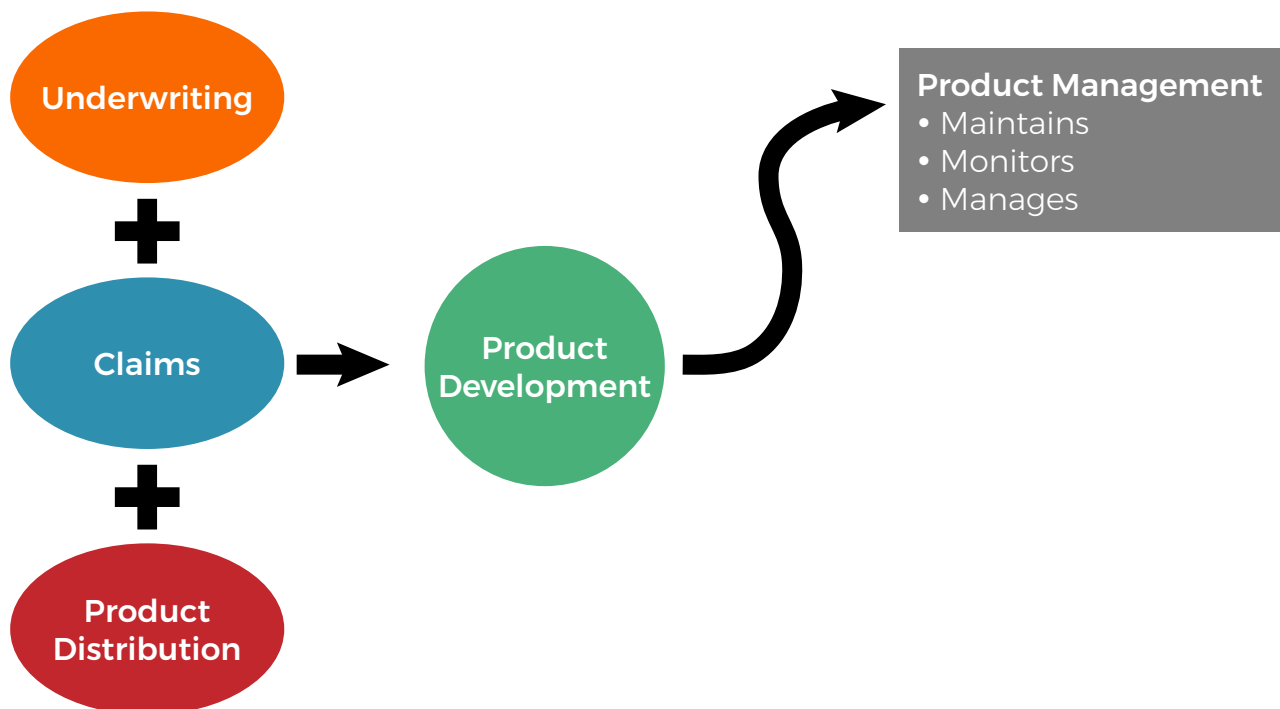 Underwriting
Claims
Product
Distribution
Product
Development
Product Management
• Maintains
• Monitors
• Manages